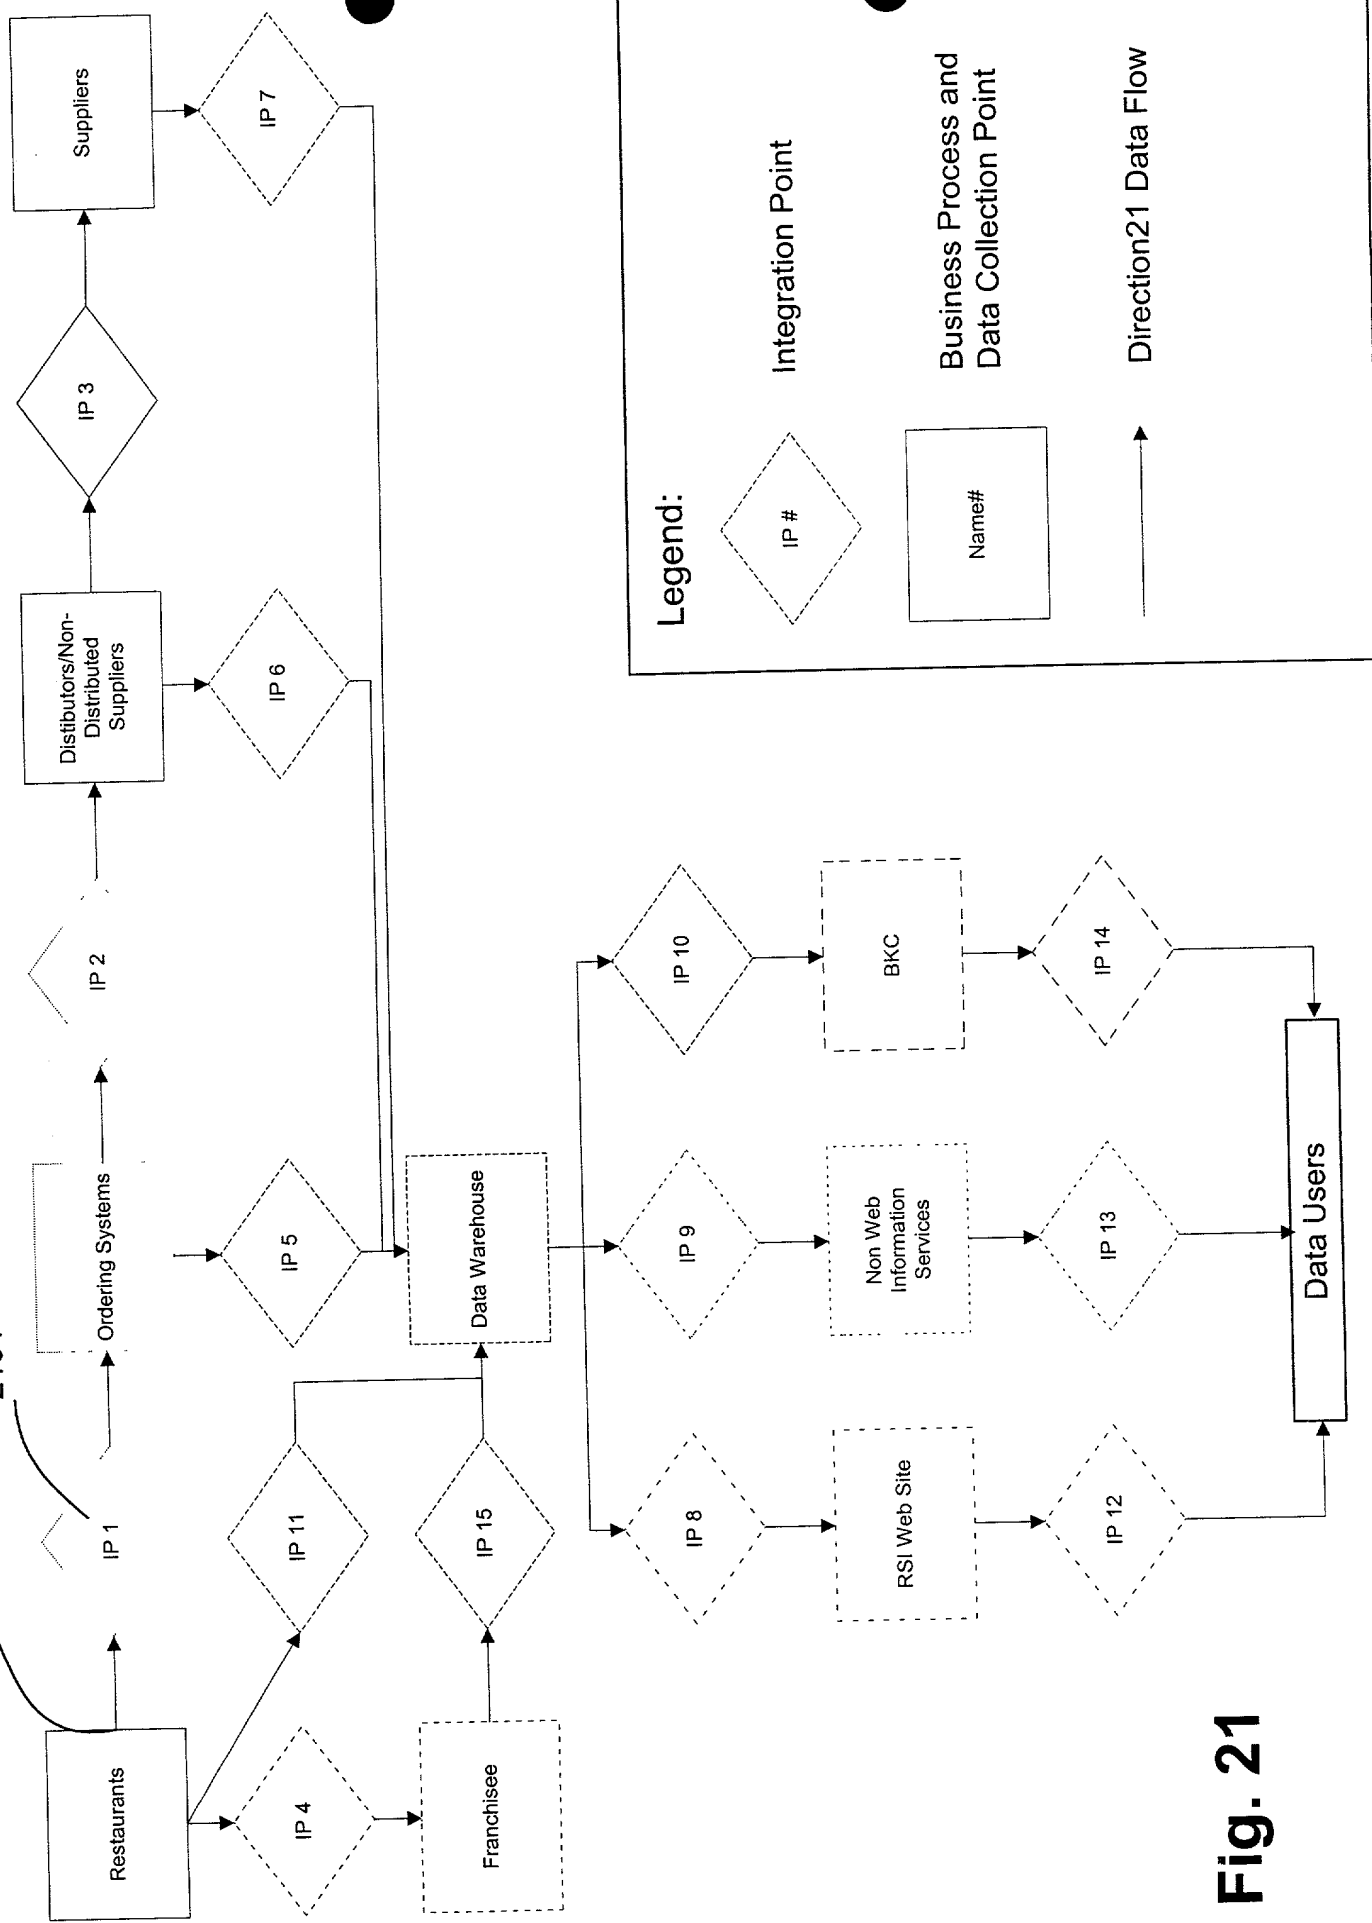 Restaurants
IP 1
Ordering Systems
IP 2
Distibutors/Non-
Distributed
Suppliers
IP 3
Suppliers
IP 4
IP 11
IP 5
IP 6
IP 7
Franchisee
IP 15
Data Warehouse
IP 8
IP 9
IP 10
RSI Web Site
Non Web
Information
Services
BKC
IP 12
IP 13
IP 14
Data Users
Legend:
IP #
Integration Point
Name#
Business Process and
Data Collection Point
Direction21 Data Flow
Fig. 21